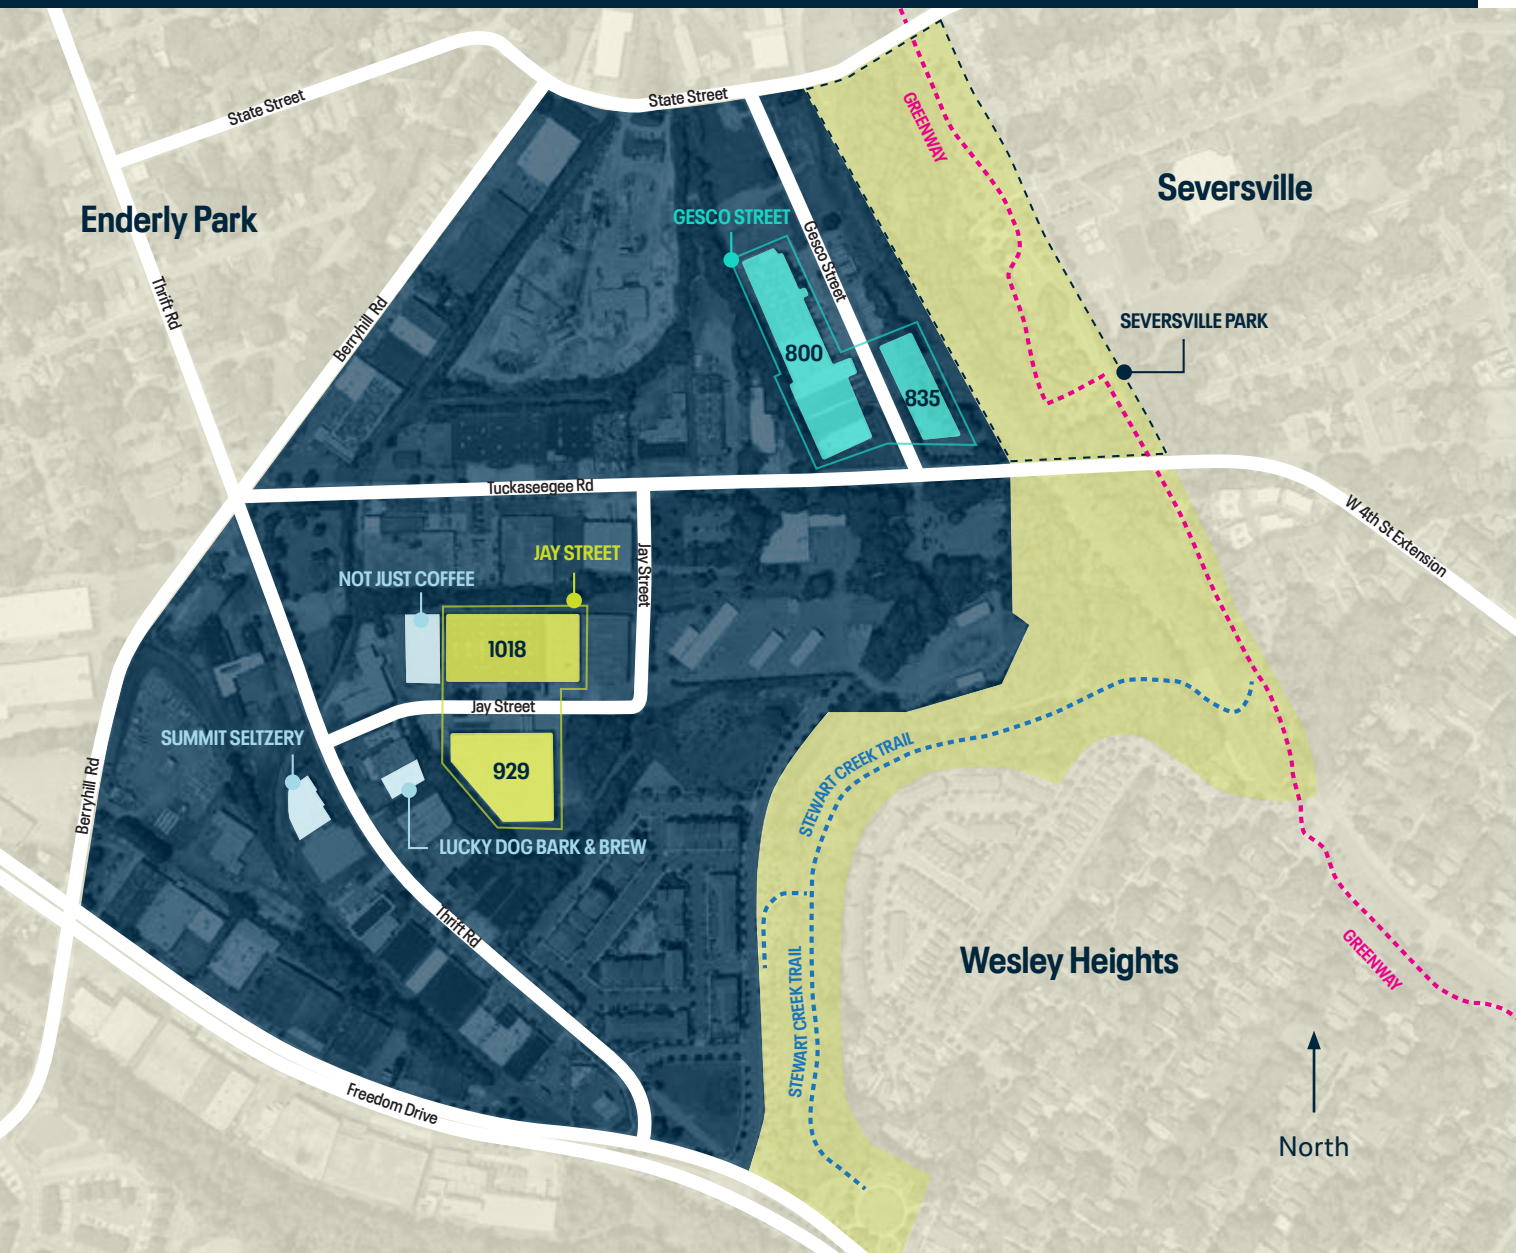 State Street
State Street
GREENWAY
Seversville
Enderly Park
GESCO STREET
Gesco Street
Thrift Rd
Berryhill Rd
SEVERSVILLE PARK
800
835
Tuckaseegee Rd
W 4th St Extension
JAY STREET
Jay Street
NOT JUST COFFEE
1018
Jay Street
SUMMIT SELTZERY
929
STEWART CREEK TRAIL
Berryhill Rd
LUCKY DOG BARK & BREW
Thrift Rd
Wesley Heights
GREENWAY
STEWART CREEK TRAIL
Freedom Drive
North